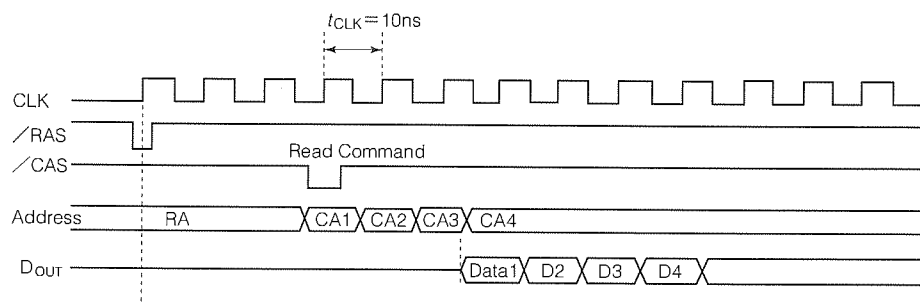 tCLK=10ns
CLK
/RAS
Read Command
/CAS
Address RA CA1 CA2 CA3 CA4
DOUT Data1 D2 D3 D4